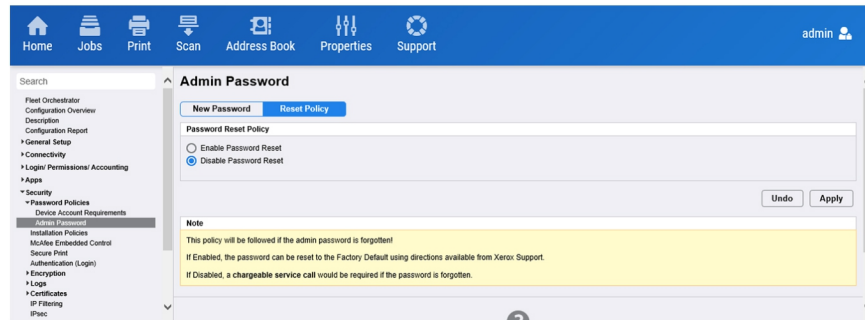 Home
Jobs
Print
Scan
Address Book
Properties
Support
admin
Search
Fleet Orchestrator
Configuration Overview
Description
Configuration Report
General Setup
Connectivity
Login/ Permissions/ Accounting
Apps
Security
Password Policies
Device Account Requirements
Admin Password
Installation Policies
McAfee Embedded Control
Secure Print
Authentication (Login)
Encryption
Logs
Certificates
IP Filtering
IPsec
Admin Password
New Password
Reset Policy
Password Reset Policy
Enable Password Reset
Disable Password Reset
Undo
Apply
Note
This policy will be followed if the admin password is forgotten!
If Enabled, the password can be reset to the Factory Default using directions available from Xerox Support.
If Disabled, a chargeable service call would be required if the password is forgotten.